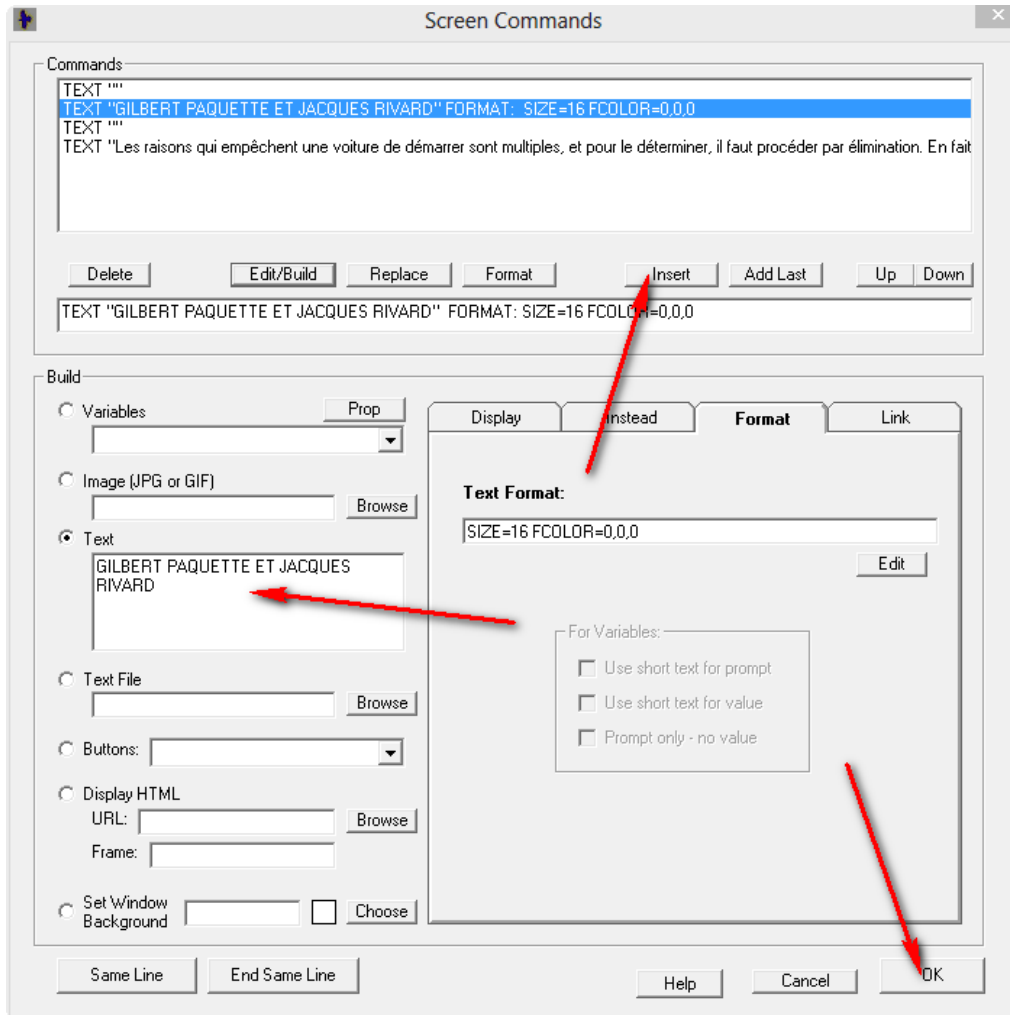 Screen Commands
Commands
TEXT ""
TEXT "GILBERT PAQUETTE ET JACQUES RIVARD" FORMAT: SIZE=16 FCOLOR=0,0,0
TEXT ""
TEXT "Les raisons qui empêchent une voiture de démarrer sont multiples, et pour le déterminer, il faut procéder par élimination. En fait
Delete Edit/Build Replace Format Insert Add Last Up Down
TEXT "GILBERT PAQUETTE ET JACQUES RIVARD" FORMAT: SIZE=16 FCOLOR=0,0,0
Build
Variables Prop
Image (JPG or GIF)
Browse
Text
GILBERT PAQUETTE ET JACQUES
RIVARD
Text File
Browse
Buttons:
Display HTML
URL: Browse
Frame:
Set Window
Background Choose
Display Instead Format Link
Text Format:
SIZE=16 FCOLOR=0,0,0
Edit
For Variables:
Use short text for prompt
Use short text for value
Prompt only - no value
Same Line End Same Line Help Cancel OK